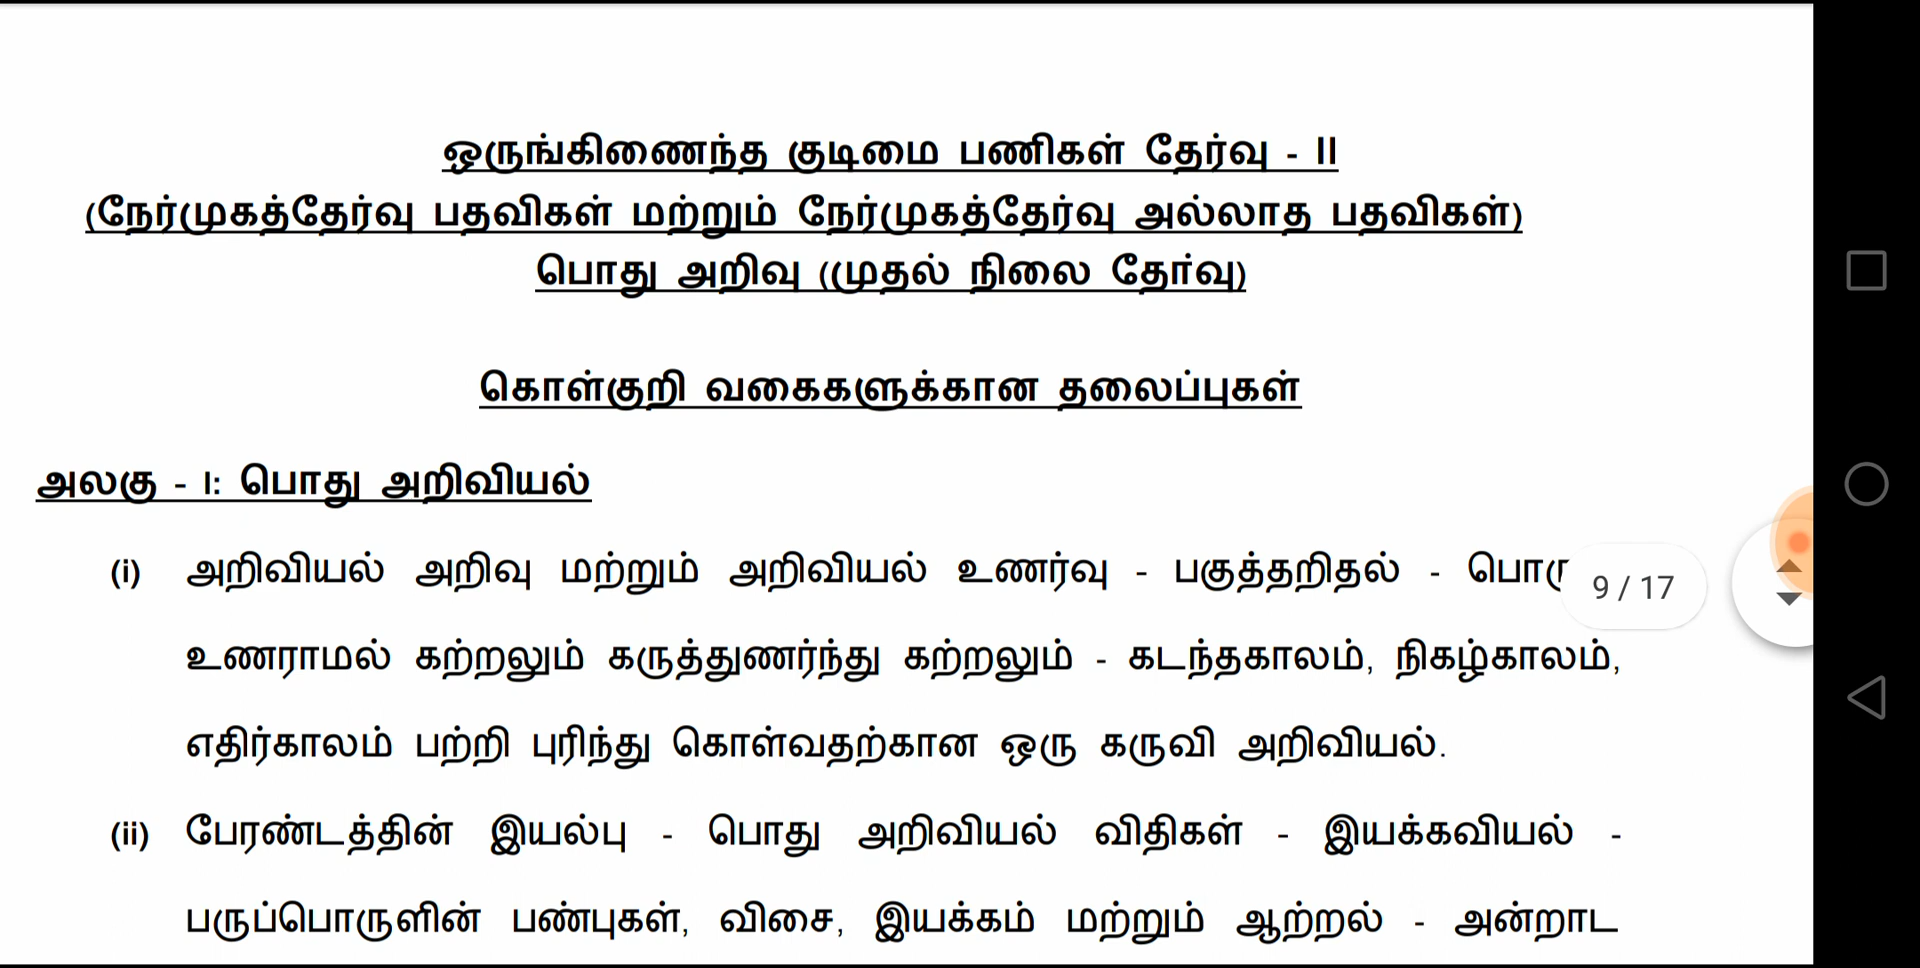 ஒருங்கிணைந்த குடிமை பணிகள் தேர்வு - II
(நேர்முகத்தேர்வு பதவிகள் மற்றும் நேர்முகத்தேர்வு அல்லாத பதவிகள்)
பொது அறிவு (முதல் நிலை தேர்வு)
கொள்குறி வகைகளுக்கான தலைப்புகள்
அலகு - I: பொது அறிவியல்
(i) அறிவியல் அறிவு மற்றும் அறிவியல் உணர்வு - பகுத்தறிதல் -
9 / 17
உணராமல் கற்றலும் கருத்துணர்ந்து கற்றலும் - கடந்தகாலம், நிகழ்காலம்,
எதிர்காலம் பற்றி புரிந்து கொள்வதற்கான ஒரு கருவி அறிவியல்.
(ii) பேரண்டத்தின் இயல்பு - பொது அறிவியல் விதிகள் - இயக்கவியல் -
பருப்பொருளின் பண்புகள், விசை, இயக்கம் மற்றும் ஆற்றல் - அன்றாட